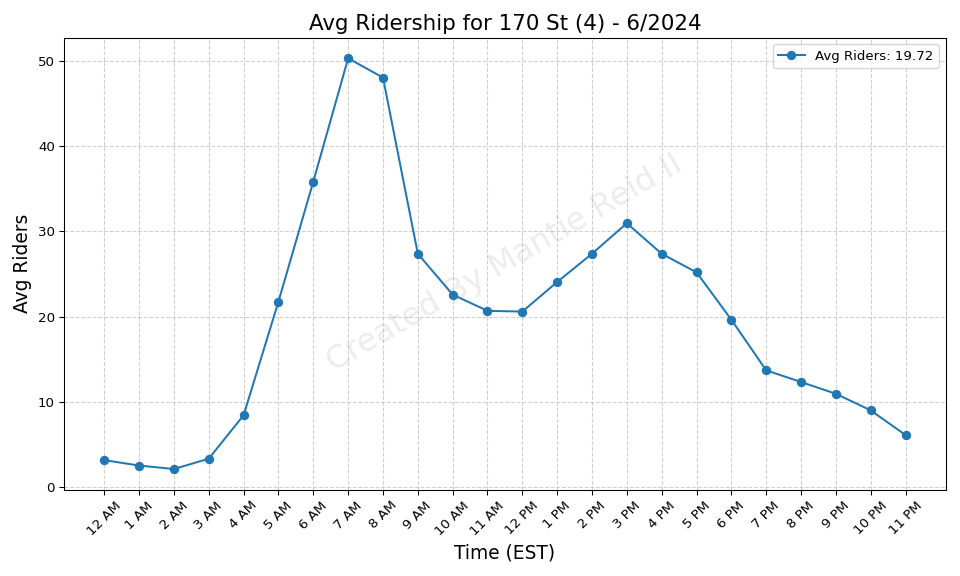 Avg Ridership for 170 St (4) - 6/2024
Avg Riders: 19.72
50
40
30
20
10
0
Avg Riders
Created By Mantie Reid II
12 AM
1 AM
2 AM
3 AM
4 AM
5 AM
6 AM
7 AM
8 AM
9 AM
10 AM
11 AM
12 PM
1 PM
2 PM
3 PM
4 PM
5 PM
6 PM
7 PM
8 PM
9 PM
10 PM
11 PM
Time (EST)